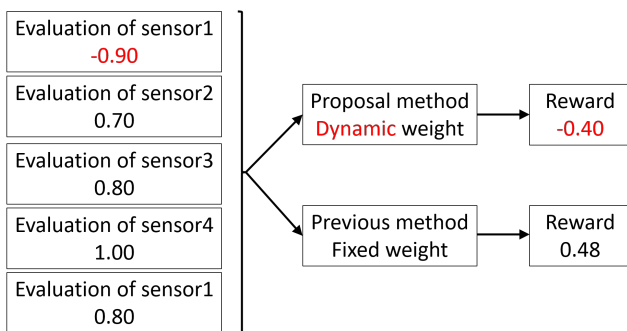 Evaluation of sensor1
-0.90
Evaluation of sensor2
0.70
Evaluation of sensor3
0.80
Evaluation of sensor4
1.00
Evaluation of sensor1
0.80
Proposal method
Dynamic weight
Reward
-0.40
Previous method
Fixed weight
Reward
0.48